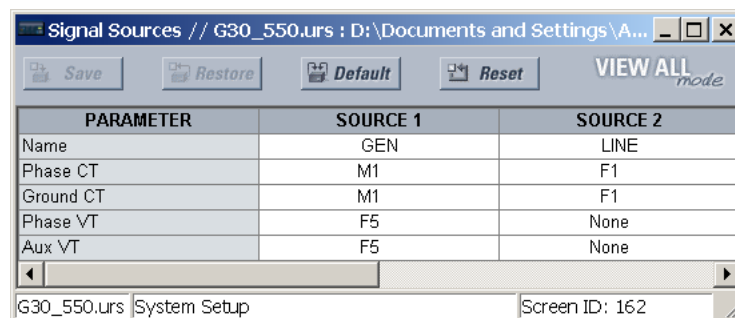 Signal Sources // G30_550.urs : D:\Documents and Settings\A...
Save Restore Default Reset VIEW ALL mode
PARAMETER SOURCE 1 SOURCE 2
Name GEN LINE
Phase CT M1 F1
Ground CT M1 F1
Phase VT F5 None
Aux VT F5 None
G30_550.urs System Setup Screen ID: 162